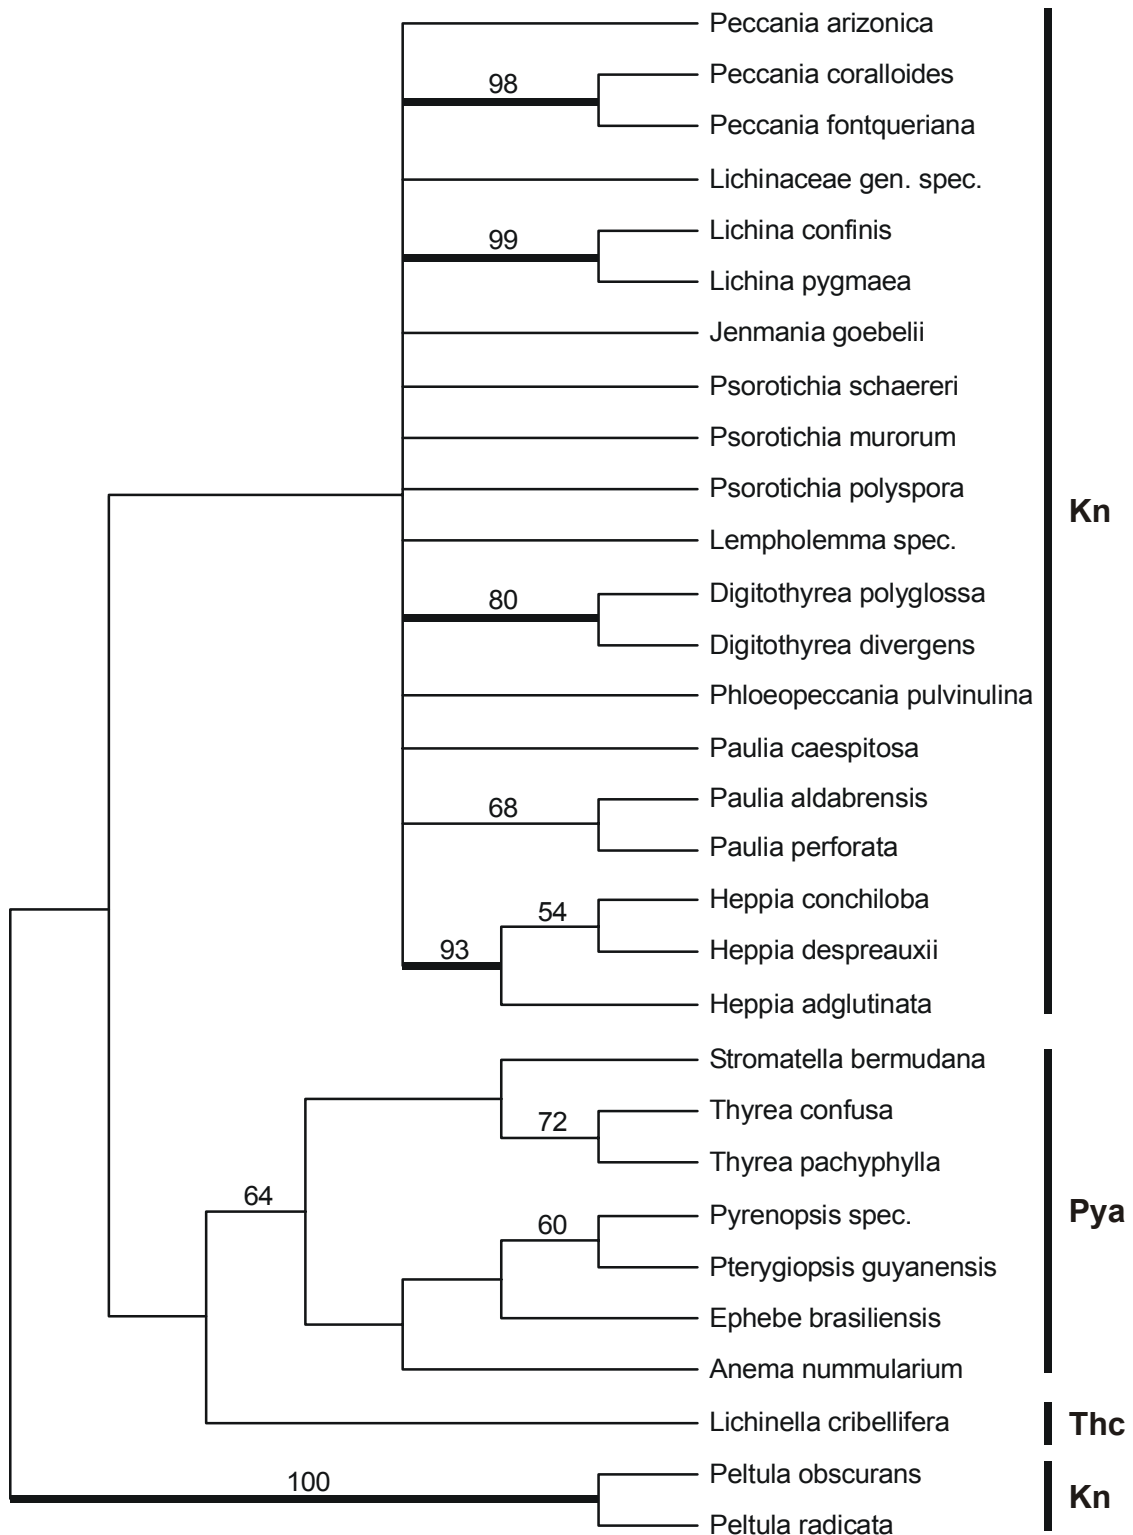 Peccania arizonica
98
Peccania coralloides
Peccania fontqueriana
Lichinaceae gen. spec.
99
Lichina confinis
Lichina pygmaea
Jenmania goebelii
Psorotichia schaereri
Psorotichia murorum
Psorotichia polyspora
Kn
Lempholemma spec.
80
Digitothyrea polyglossa
Digitothyrea divergens
Phloeopeccania pulvinulina
Paulia caespitosa
68
Paulia aldabrensis
Paulia perforata
54
Heppia conchiloba
93
Heppia despreauxii
Heppia adglutinata
Stromatella bermudana
72
Thyrea confusa
Thyrea pachyphylla
64
Pya
60
Pyrenopsis spec.
Pterygiopsis guyanensis
Ephebe brasiliensis
Anema nummularium
Lichinella cribellifera
Thc
100
Peltula obscurans
Kn
Peltula radicata